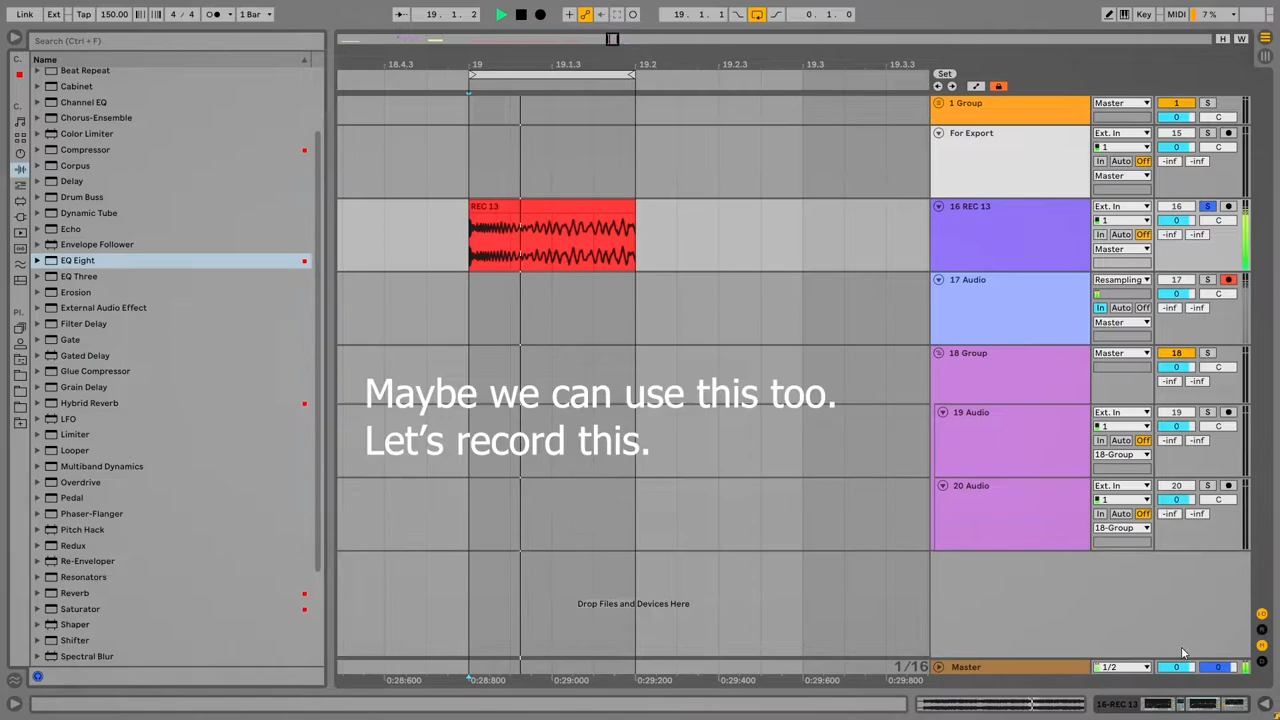 Link Ext Tap 150.00 4 / 4 1 Bar 19. 1. 2 19. 1. 1 0. 1. 0 Key MIDI 7 %
Search (Ctrl + F) H W
C. Name 18.4.3 19 19.1.3 19.2 19.2.3 19.3 19.3.3
Beat Repeat Set
Cabinet
Channel EQ 1 Group Master 1 S
Chorus-Ensemble 0 C
Color Limiter For Export Ext. In 15 S
Compressor 1 0 C
Corpus In Auto Off -inf -inf
Delay Master
Drum Buss
Dynamic Tube REC 13 16 REC 13 Ext. In 16 S
Echo 1 0 C
Envelope Follower In Auto Off -inf -inf
EQ Eight Master
EQ Three 17 Audio Resampling 17 S
Erosion 0 C
External Audio Effect In Auto Off -inf -inf
Filter Delay Master
Gate
Gated Delay 18 Group Master 18 S
Glue Compressor 0 C
Grain Delay -inf -inf
Maybe we can use this too.
Hybrid Reverb
LFO 19 Audio Ext. In 19 S
Limiter 1 0 C
Let’s record this.
Looper In Auto Off -inf -inf
Multiband Dynamics 18-Group
Overdrive 20 Audio Ext. In 20 S
Pedal 1 0 C
Phaser-Flanger In Auto Off -inf -inf
Pitch Hack 18-Group
Redux
Re-Enveloper
Resonators
Reverb
Saturator Drop Files and Devices Here
Shaper
Shifter
Spectral Blur
1/16 Master 1/2 0 0
0:28:600 0:28:800 0:29:000 0:29:200 0:29:400 0:29:600 0:29:800
16-REC 13